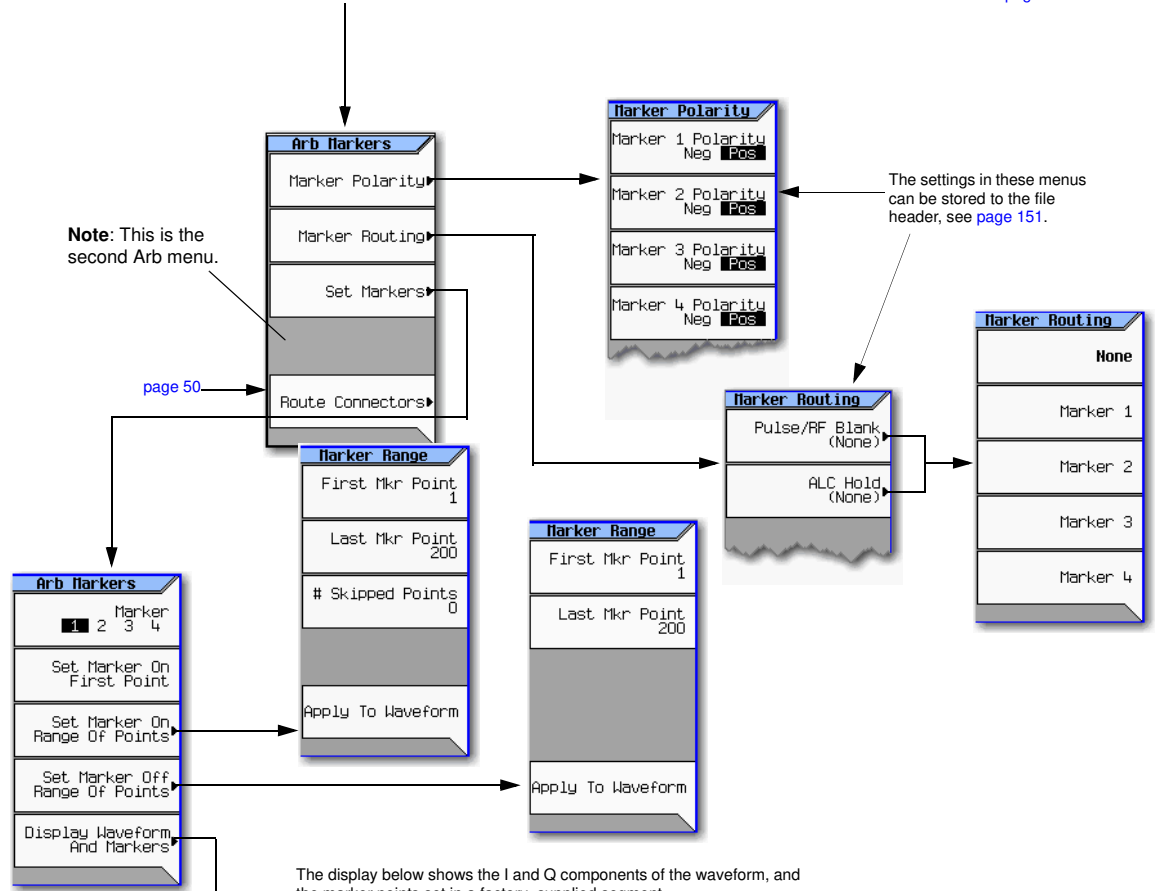 Arb Markers
Marker Polarity
Marker Routing
Set Markers
Route Connectors
Note: This is the
second Arb menu.
page 50
Marker Polarity
Marker 1 Polarity
Neg Pos
Marker 2 Polarity
Neg Pos
Marker 3 Polarity
Neg Pos
Marker 4 Polarity
Neg Pos
The settings in these menus
can be stored to the file
header, see page 151.
Marker Routing
Pulse/RF Blank
(None)
ALC Hold
(None)
Marker Routing
None
Marker 1
Marker 2
Marker 3
Marker 4
Marker Range
First Mkr Point
1
Last Mkr Point
200
# Skipped Points
0
Apply To Waveform
Marker Range
First Mkr Point
1
Last Mkr Point
200
Apply To Waveform
Arb Markers
Marker
1 2 3 4
Set Marker On
First Point
Set Marker On
Range Of Points
Set Marker Off
Range Of Points
Display Waveform
And Markers
The display below shows the I and Q components of the waveform, and